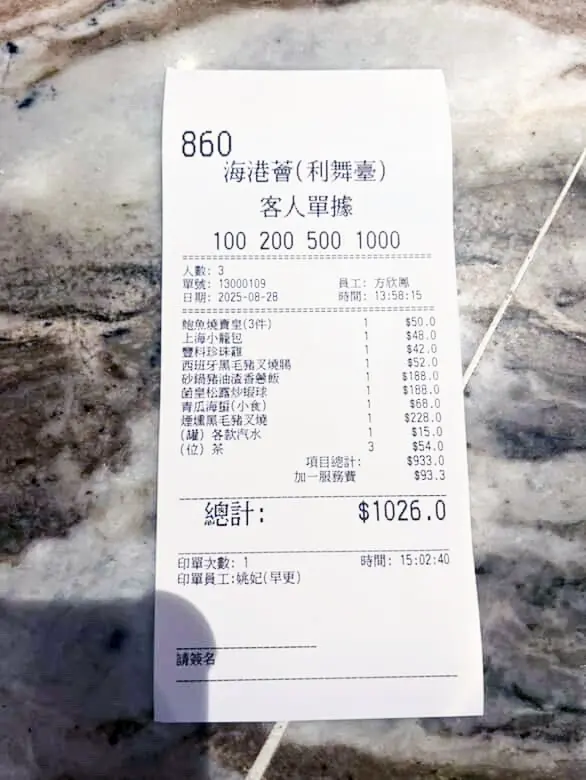 860
海港薈(利舞臺)
客人單據
100 200 500 1000
人數: 3
單號: 13000109 員工: 方欣鳳
日期: 2025-08-28 時間: 13:58:15
鮑魚燒賣皇(3件) 1 $50.0
上海小籠包 1 $48.0
豐料珍珠雞 1 $42.0
西班牙黑毛豬叉燒腸 1 $52.0
砂鍋豬油渣香蔥飯 1 $188.0
菌皇松露炒蝦球 1 $188.0
青瓜海蜇(小食) 1 $68.0
煙燻黑毛豬叉燒 1 $228.0
(罐) 各款汽水 1 $15.0
(位) 茶 3 $54.0
項目總計: $933.0
加一服務費 $93.3
總計: $1026.0
印單次數: 1 時間: 15:02:40
印單員工:姚妃(早更)
請簽名